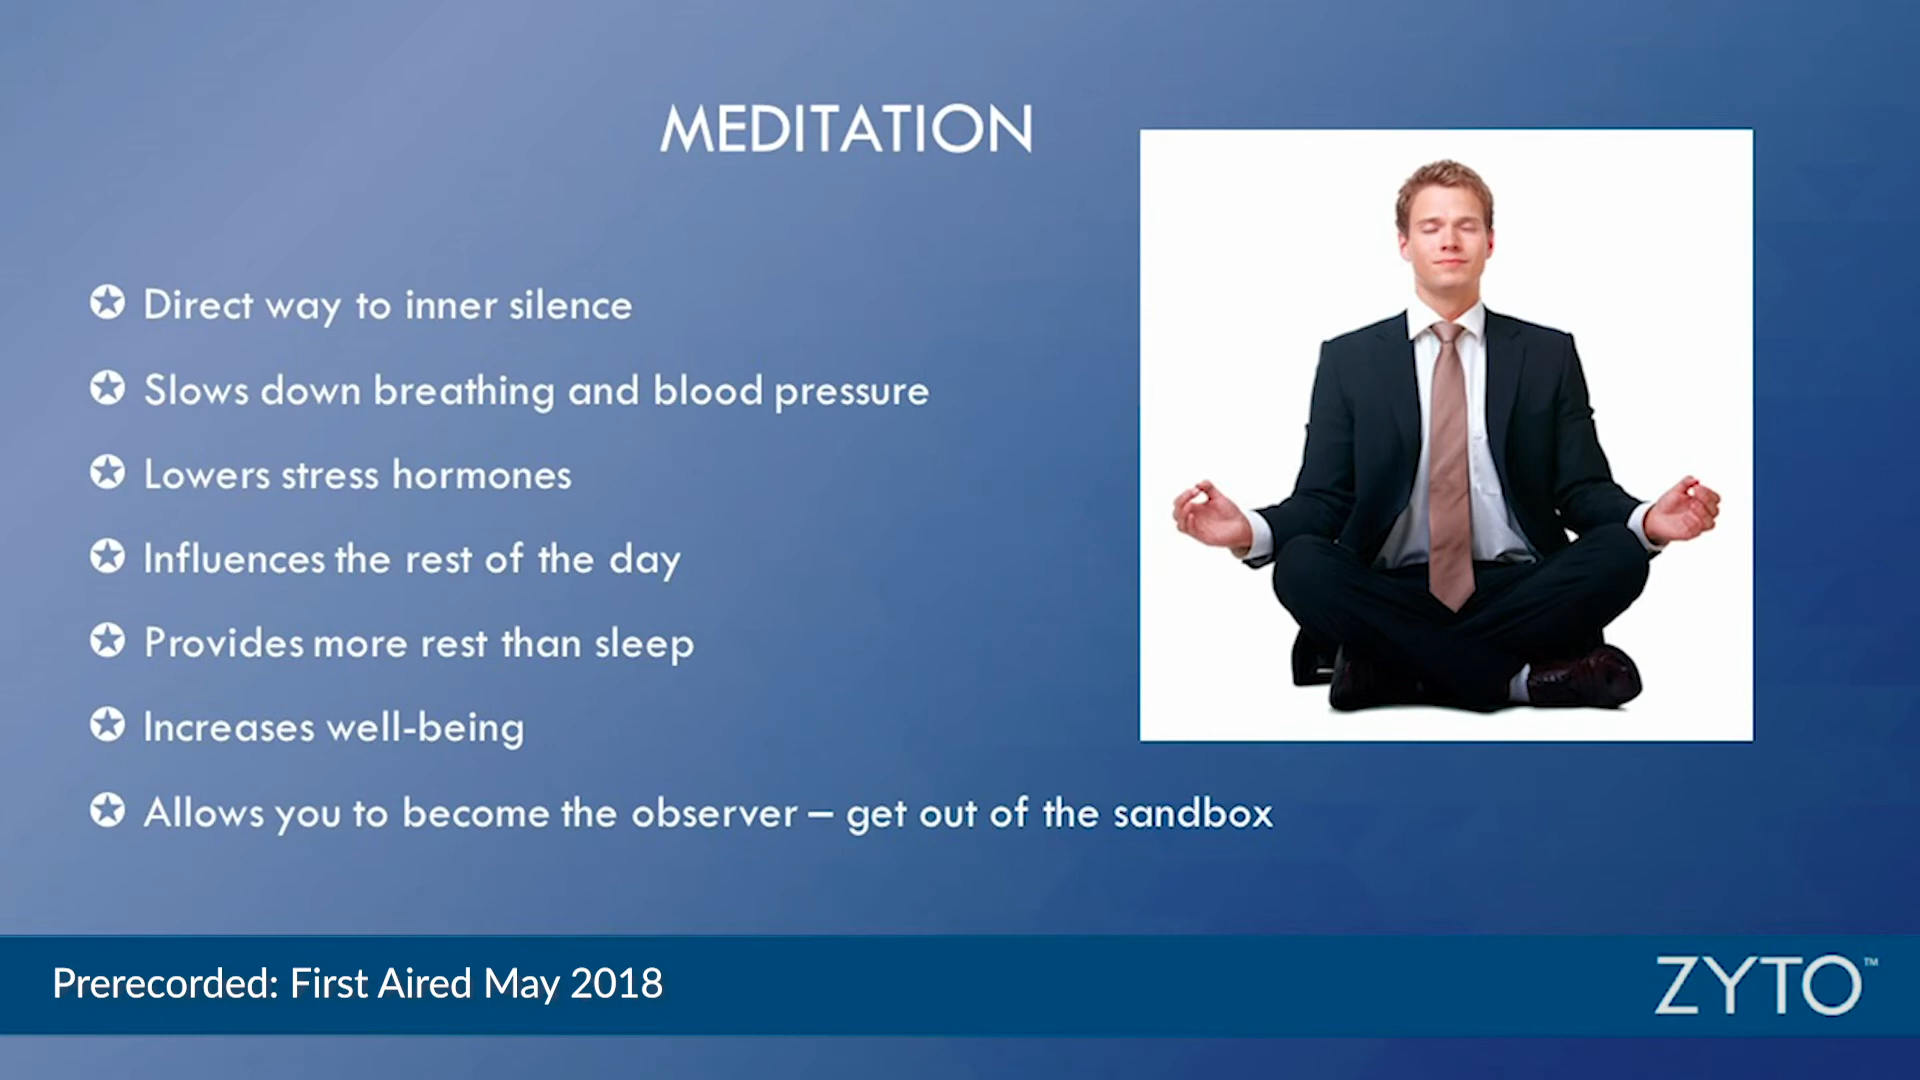 MEDITATION
✪ Direct way to inner silence
✪ Slows down breathing and blood pressure
✪ Lowers stress hormones
✪ Influences the rest of the day
✪ Provides more rest than sleep
✪ Increases well-being
✪ Allows you to become the observer – get out of the sandbox
Prerecorded: First Aired May 2018
ZYTO™